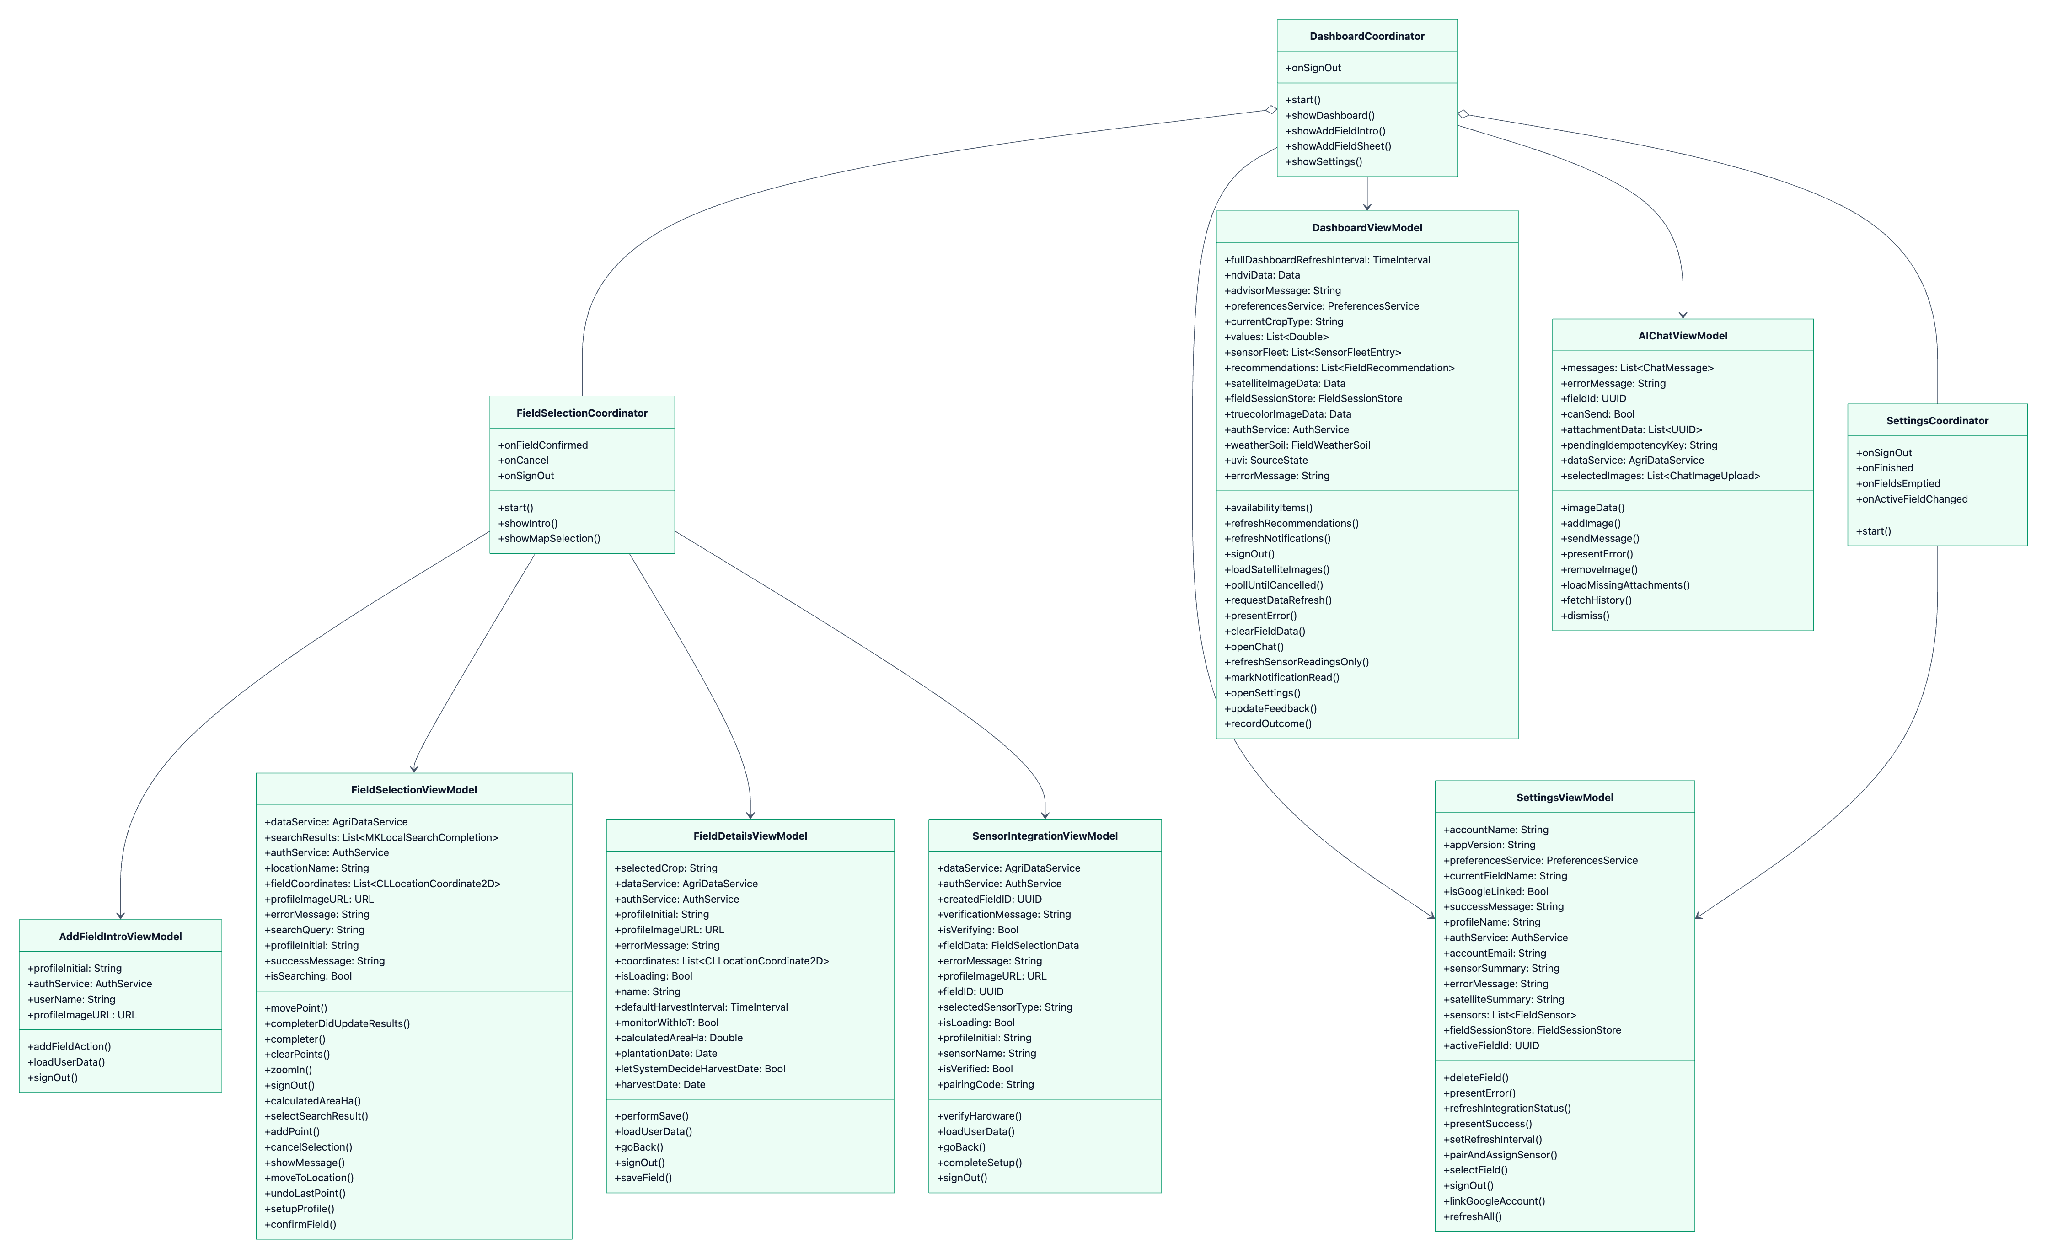 DashboardCoordinator
+onSignOut
+start()
+showDashboard()
+showAddFieldIntro()
+showAddFieldSheet()
+showSettings()
DashboardViewModel
+fullDashboardRefreshInterval: TimeInterval
+ndviData: Data
+advisorMessage: String
+preferencesService: PreferencesService
+currentCropType: String
+values: List<Double>
+sensorFleet: List<SensorFleetEntry>
+recommendations: List<FieldRecommendation>
+satelliteImageData: Data
+fieldSessionStore: FieldSessionStore
+truecolorImageData: Data
+authService: AuthService
+weatherSoil: FieldWeatherSoil
+uvi: SourceState
+errorMessage: String
+availabilityItems()
+refreshRecommendations()
+refreshNotifications()
+signOut()
+loadSatelliteImages()
+pollUntilCancelled()
+requestDataRefresh()
+presentError()
+clearFieldData()
+openChat()
+refreshSensorReadingsOnly()
+markNotificationRead()
+openSettings()
+updateFeedback()
+recordOutcome()
AIChatViewModel
+messages: List<ChatMessage>
+errorMessage: String
+fieldId: UUID
+canSend: Bool
+attachmentData: List<UUID>
+pendingIdempotencyKey: String
+dataService: AgriDataService
+selectedImages: List<ChatImageUpload>
+imageData()
+addImage()
+sendMessage()
+presentError()
+removeImage()
+loadMissingAttachments()
+fetchHistory()
+dismiss()
FieldSelectionCoordinator
+onFieldConfirmed
+onCancel
+onSignOut
+start()
+showIntro()
+showMapSelection()
SettingsCoordinator
+onSignOut
+onFinished
+onFieldsEmptied
+onActiveFieldChanged
+start()
AddFieldIntroViewModel
+profileInitial: String
+authService: AuthService
+userName: String
+profileImageURL: URL
+addFieldAction()
+loadUserData()
+signOut()
FieldSelectionViewModel
+dataService: AgriDataService
+searchResults: List<MKLocalSearchCompletion>
+authService: AuthService
+locationName: String
+fieldCoordinates: List<CLLocationCoordinate2D>
+profileImageURL: URL
+errorMessage: String
+searchQuery: String
+profileInitial: String
+successMessage: String
+isSearching: Bool
+movePoint()
+completerDidUpdateResults()
+completer()
+clearPoints()
+zoomIn()
+signOut()
+calculatedAreaHa()
+selectSearchResult()
+addPoint()
+cancelSelection()
+showMessage()
+moveToLocation()
+undoLastPoint()
+setupProfile()
+confirmField()
FieldDetailsViewModel
+selectedCrop: String
+dataService: AgriDataService
+authService: AuthService
+profileInitial: String
+profileImageURL: URL
+errorMessage: String
+coordinates: List<CLLocationCoordinate2D>
+isLoading: Bool
+name: String
+defaultHarvestInterval: TimeInterval
+monitorWithIoT: Bool
+calculatedAreaHa: Double
+plantationDate: Date
+letSystemDecideHarvestDate: Bool
+harvestDate: Date
+performSave()
+loadUserData()
+goBack()
+signOut()
+saveField()
SensorIntegrationViewModel
+dataService: AgriDataService
+authService: AuthService
+createdFieldID: UUID
+verificationMessage: String
+isVerifying: Bool
+fieldData: FieldSelectionData
+errorMessage: String
+profileImageURL: URL
+fieldID: UUID
+selectedSensorType: String
+isLoading: Bool
+profileInitial: String
+sensorName: String
+isVerified: Bool
+pairingCode: String
+verifyHardware()
+loadUserData()
+goBack()
+completeSetup()
+signOut()
SettingsViewModel
+accountName: String
+appVersion: String
+preferencesService: PreferencesService
+currentFieldName: String
+isGoogleLinked: Bool
+successMessage: String
+profileName: String
+authService: AuthService
+accountEmail: String
+sensorSummary: String
+errorMessage: String
+satelliteSummary: String
+sensors: List<FieldSensor>
+fieldSessionStore: FieldSessionStore
+activeFieldId: UUID
+deleteField()
+presentError()
+refreshIntegrationStatus()
+presentSuccess()
+setRefreshInterval()
+pairAndAssignSensor()
+selectField()
+signOut()
+linkGoogleAccount()
+refreshAll()